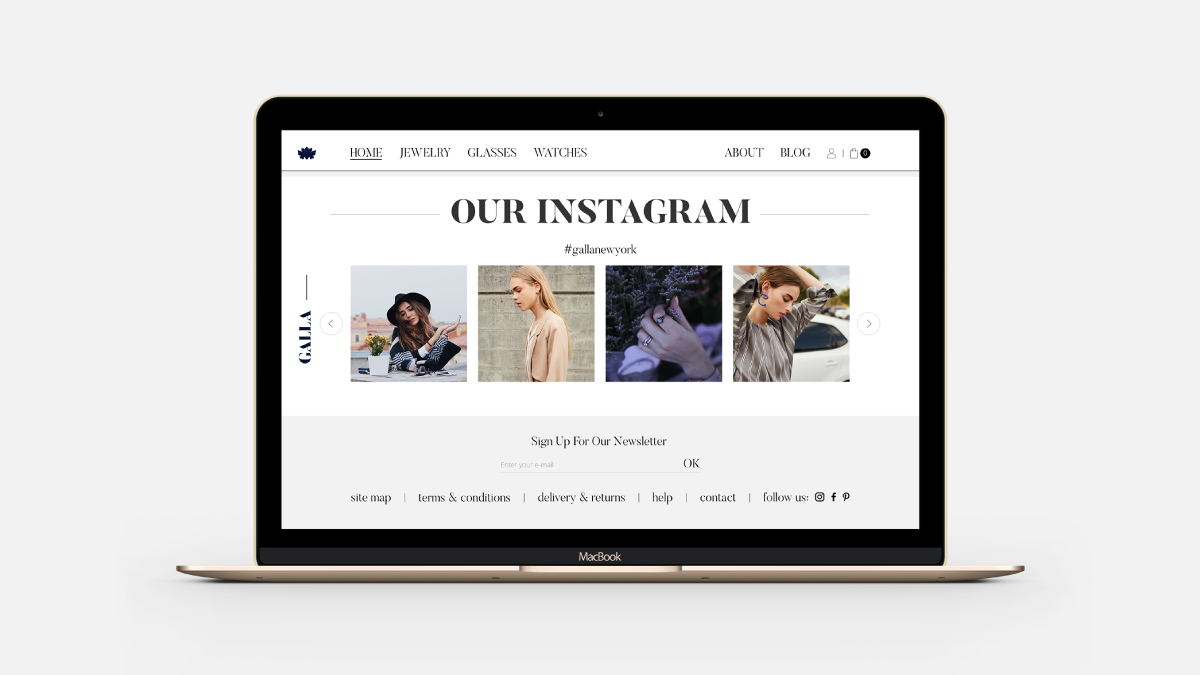 HOME JEWELRY GLASSES WATCHES ABOUT BLOG 0
OUR INSTAGRAM
#gallanewyork
GALLA
Sign Up For Our Newsletter
Enter your e-mail OK
site map | terms & conditions | delivery & returns | help | contact | follow us:
MacBook